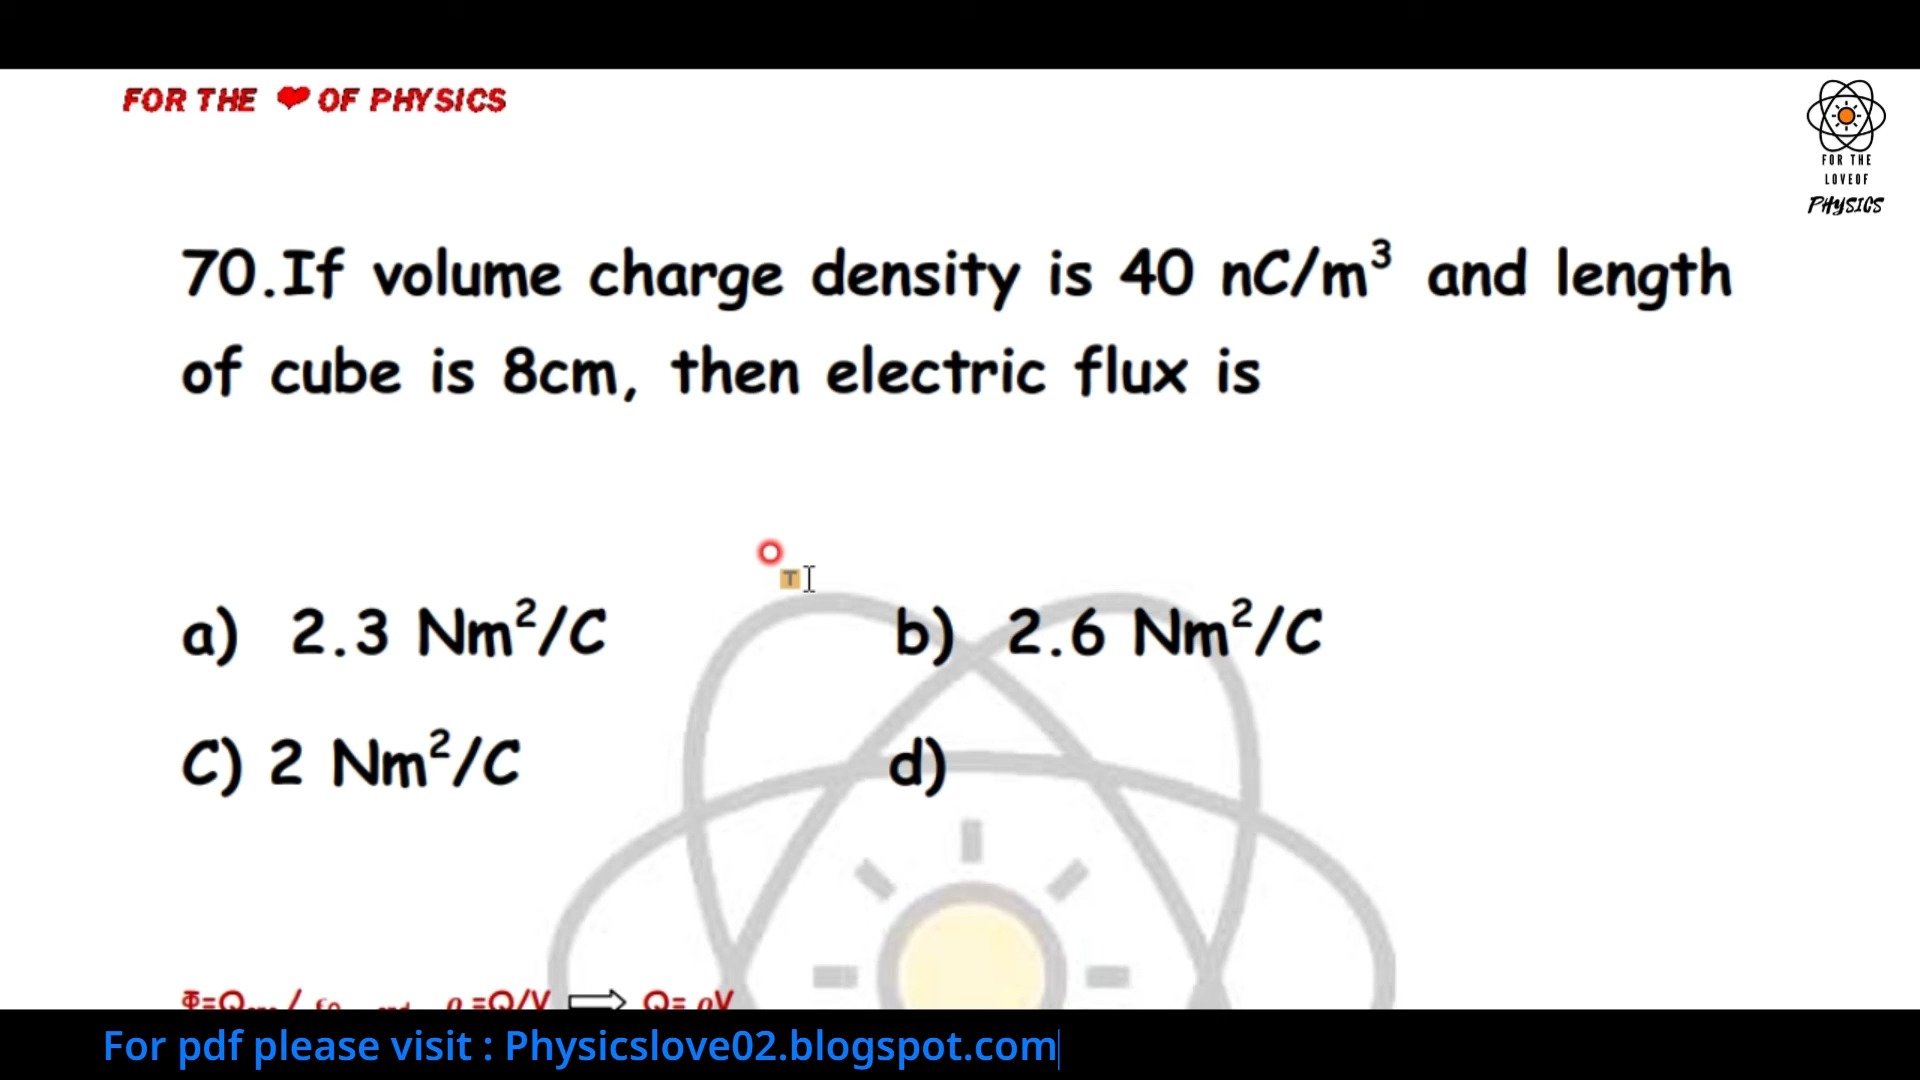 FOR THE ❤ OF PHYSICS
FOR THE
LOVEOF
PHYSICS
70.If volume charge density is 40 nC/m³ and length
of cube is 8cm, then electric flux is
T
a) 2.3 Nm²/C b) 2.6 Nm²/C
C) 2 Nm²/C d)
=Q/V ⇒ Q= ρV
For pdf please visit : Physicslove02.blogspot.com